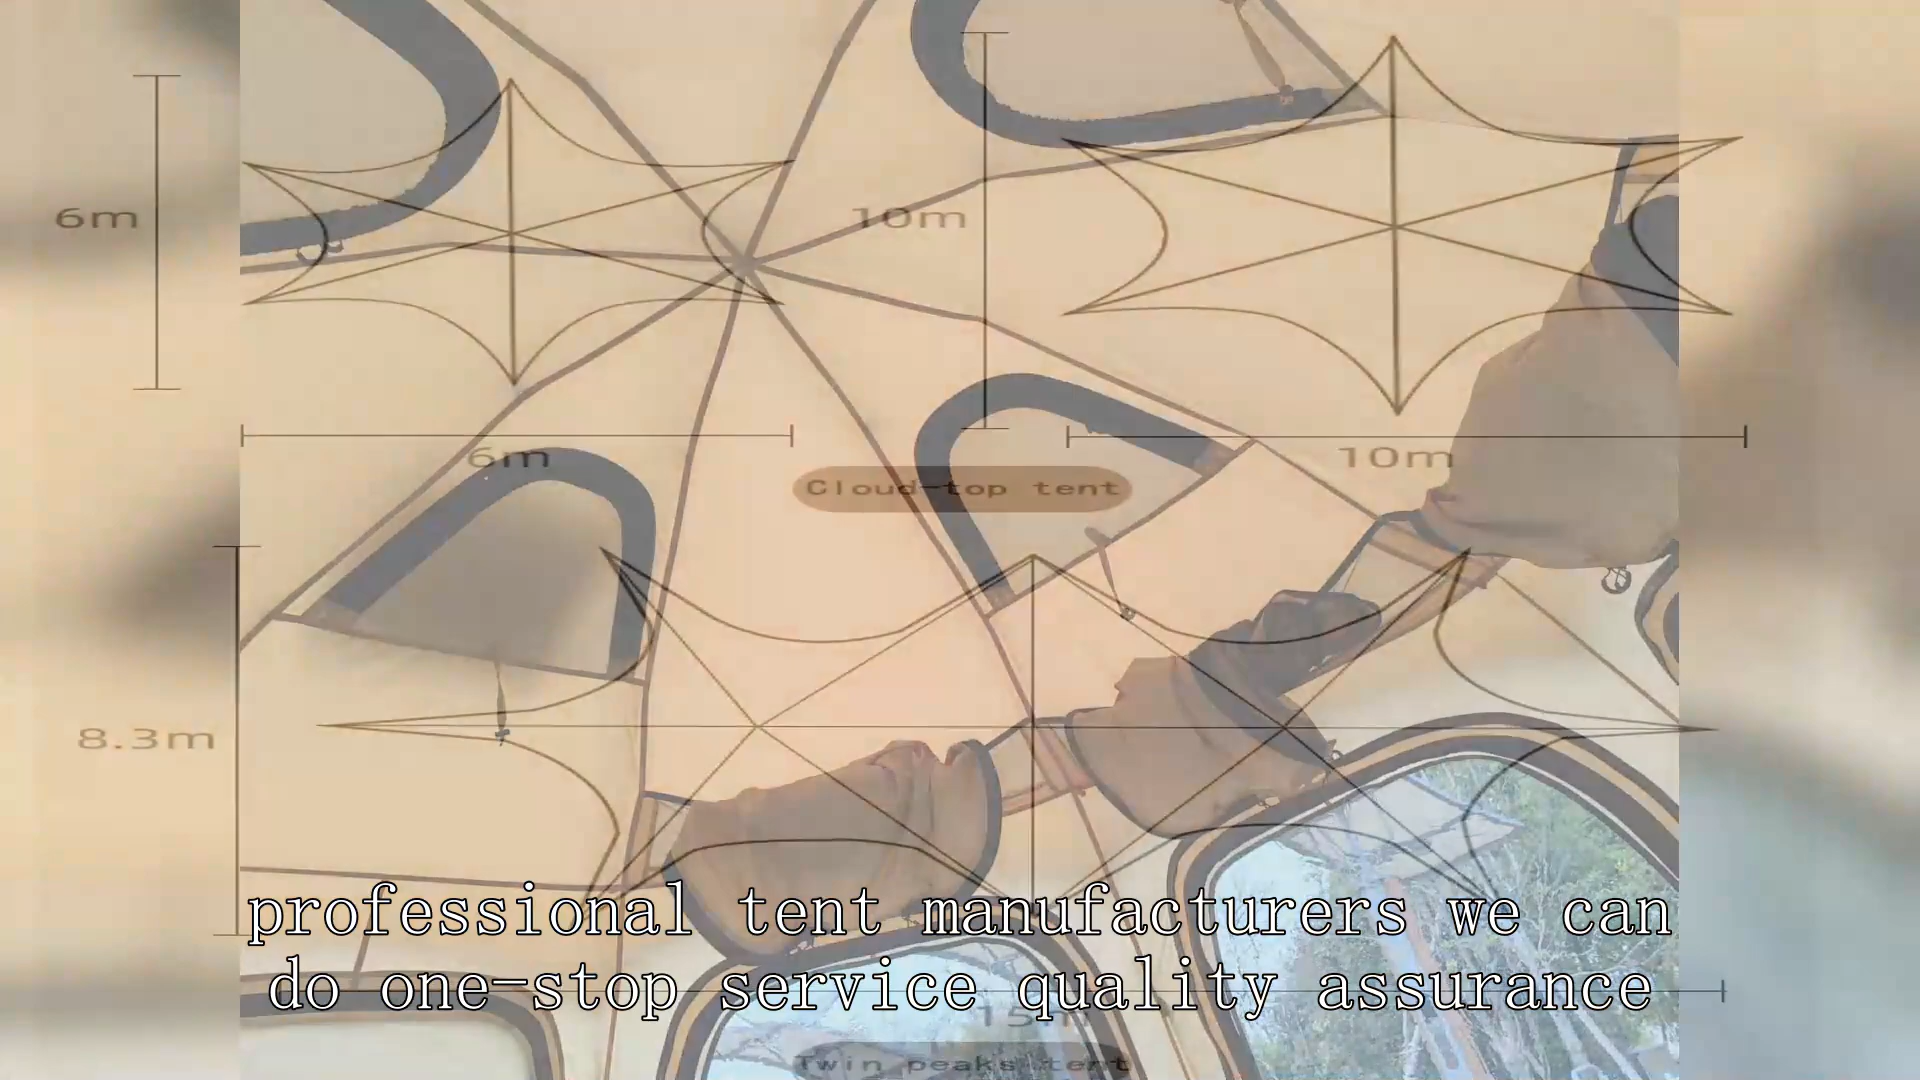 6m
10m
6m
10m
Cloud-top tent
8.3m
professional tent manufacturers we can
do one-stop service quality assurance
15m
Twin peaks tent